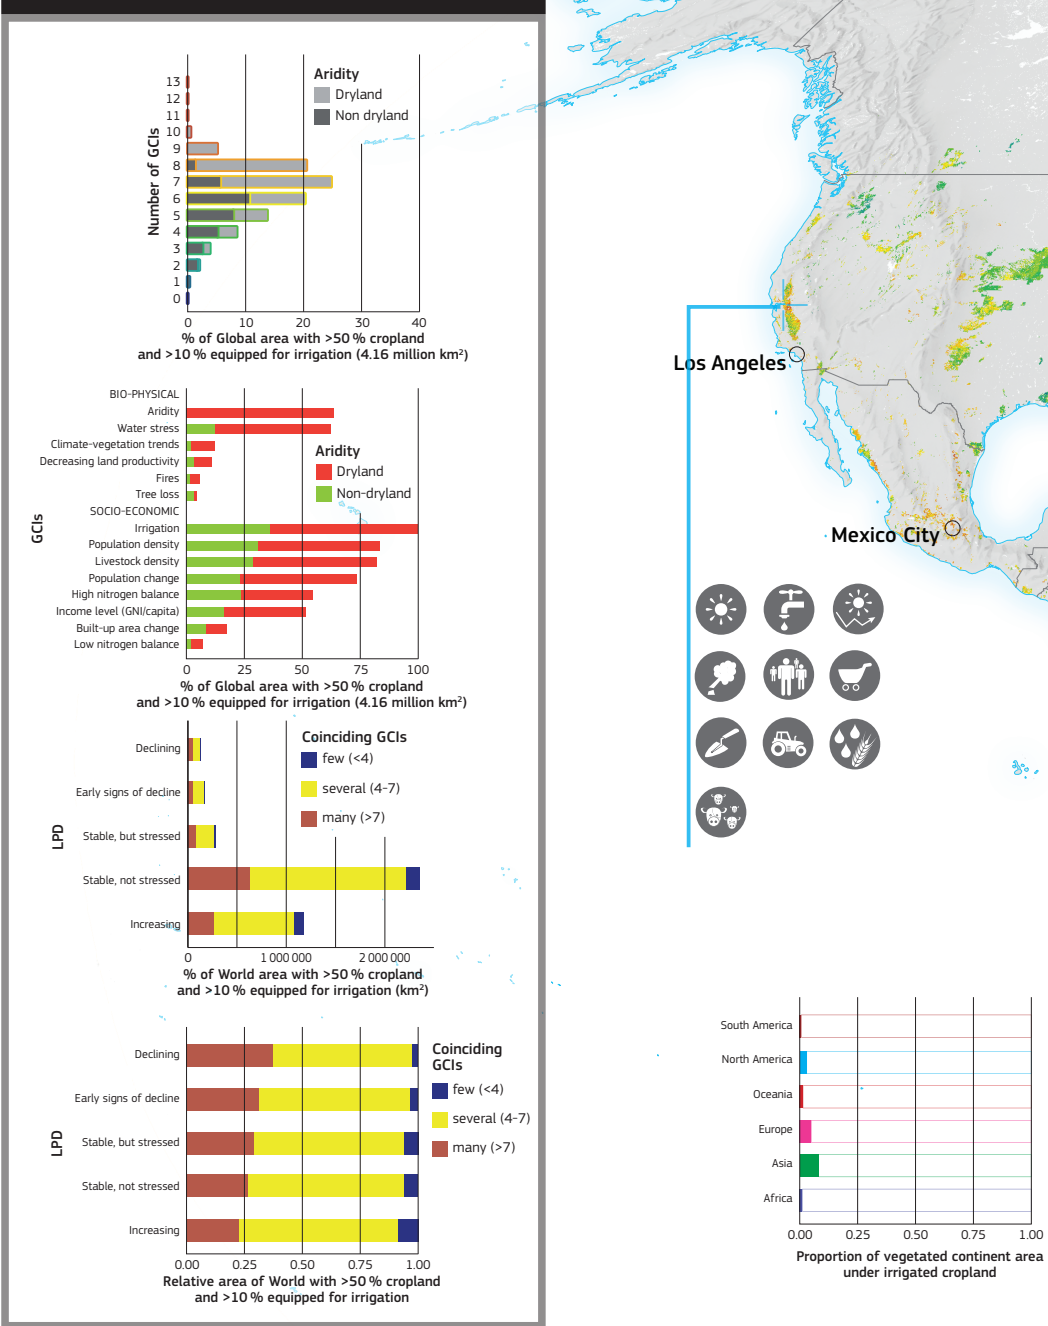 Aridity
Dryland
Non dryland
Number of GCIs
13
12
11
10
9
8
7
6
5
4
3
2
1
0
0 10 20 30 40
% of Global area with >50 % cropland
and >10 % equipped for irrigation (4.16 million km²)
GCIs
BIO-PHYSICAL
Aridity
Water stress
Climate-vegetation trends
Decreasing land productivity
Fires
Tree loss
SOCIO-ECONOMIC
Irrigation
Population density
Livestock density
Population change
High nitrogen balance
Income level (GNI/capita)
Built-up area change
Low nitrogen balance
Aridity
Dryland
Non-dryland
0 25 50 75 100
% of Global area with >50 % cropland
and >10 % equipped for irrigation (4.16 million km²)
LPD
Declining
Early signs of decline
Stable, but stressed
Stable, not stressed
Increasing
Coinciding GCIs
few (<4)
several (4-7)
many (>7)
0 1 000 000 2 000 000
% of World area with >50 % cropland
and >10 % equipped for irrigation (km²)
LPD
Declining
Early signs of decline
Stable, but stressed
Stable, not stressed
Increasing
Coinciding
GCIs
few (<4)
several (4-7)
many (>7)
0.00 0.25 0.50 0.75 1.00
Relative area of World with >50 % cropland
and >10 % equipped for irrigation
Los Angeles
Mexico City
South America
North America
Oceania
Europe
Asia
Africa
0.00 0.25 0.50 0.75 1.00
Proportion of vegetated continent area
under irrigated cropland